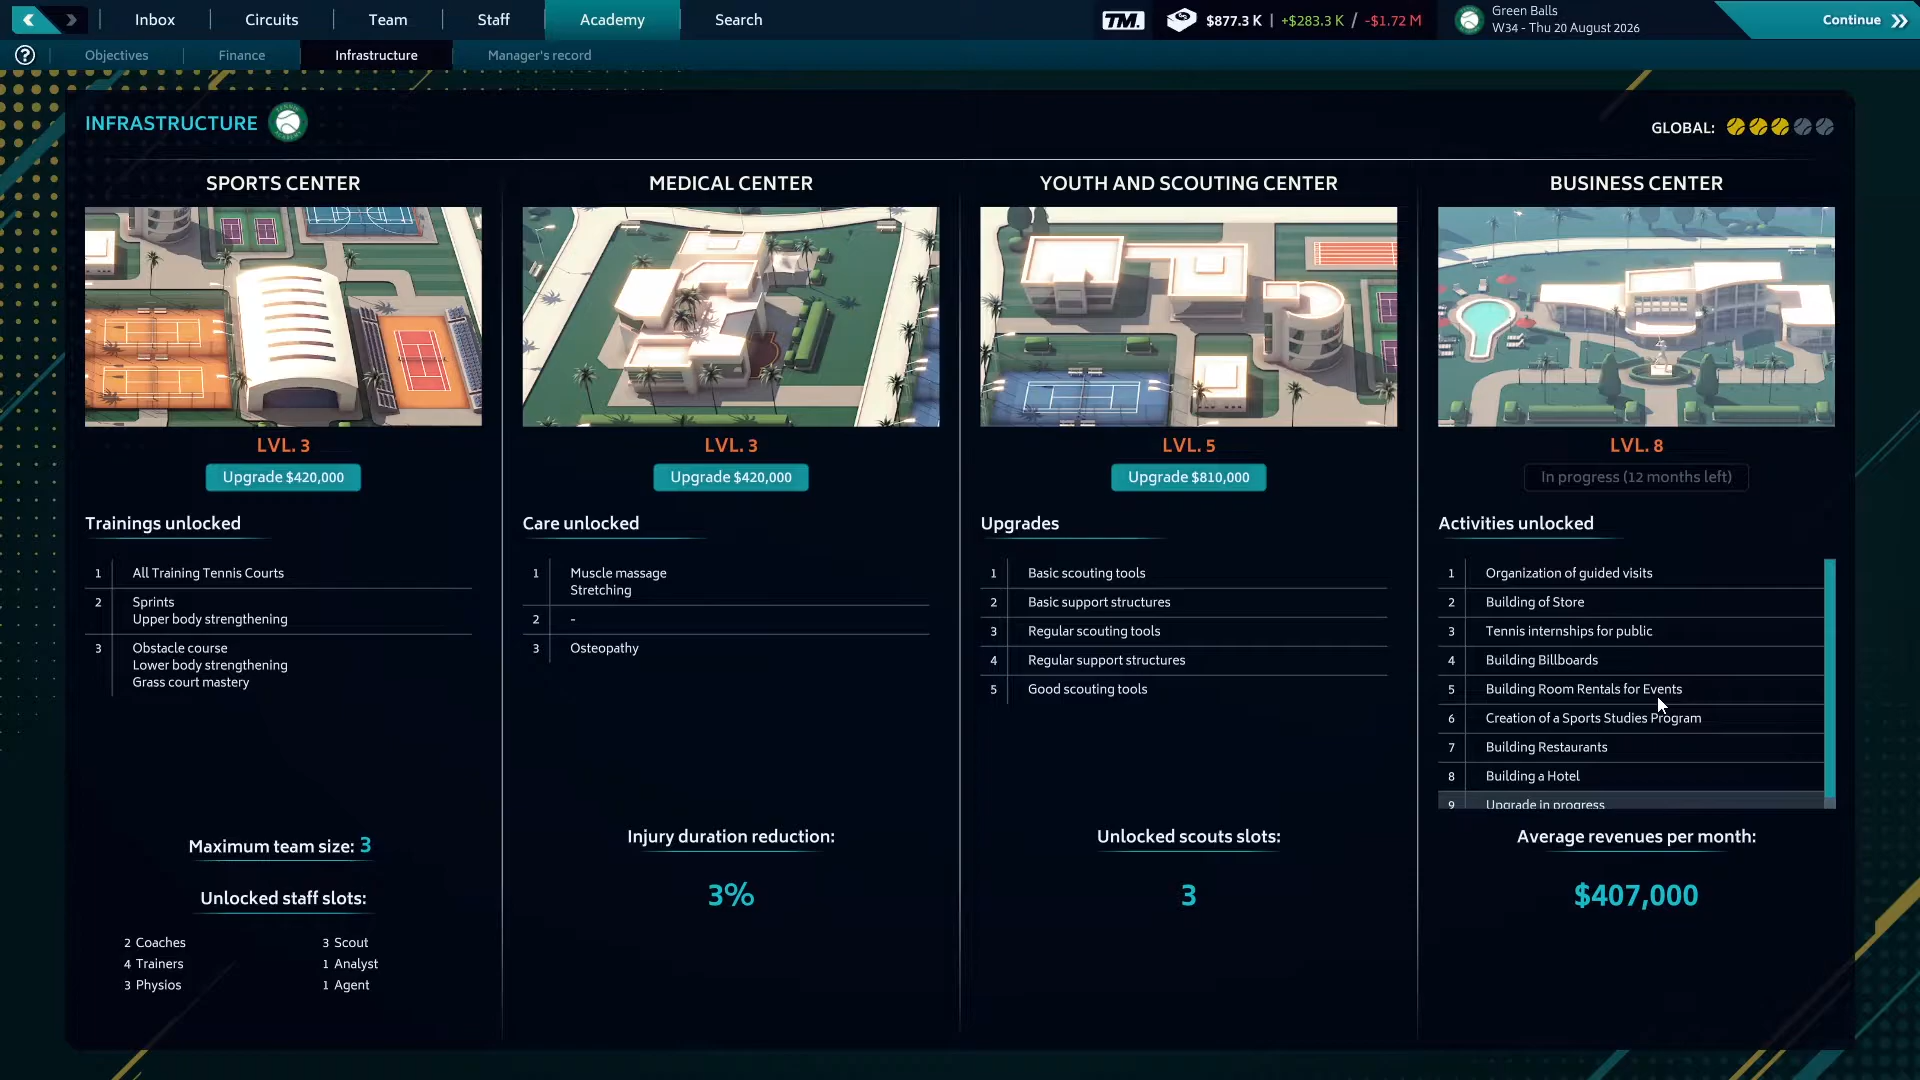 Inbox
Circuits
Team
Staff
Academy
Search
TM.
$877.3 K | +$283.3 K / -$1.72 M
Green Balls
W34 - Thu 20 August 2026
Continue
?
Objectives
Finance
Infrastructure
Manager's record
INFRASTRUCTURE
GLOBAL:
SPORTS CENTER
LVL. 3
Upgrade $420,000
Trainings unlocked
1 All Training Tennis Courts
2 Sprints
Upper body strengthening
3 Obstacle course
Lower body strengthening
Grass court mastery
Maximum team size: 3
Unlocked staff slots:
2 Coaches
3 Scout
4 Trainers
1 Analyst
3 Physios
1 Agent
MEDICAL CENTER
LVL. 3
Upgrade $420,000
Care unlocked
1 Muscle massage
Stretching
2 -
3 Osteopathy
Injury duration reduction:
3%
YOUTH AND SCOUTING CENTER
LVL. 5
Upgrade $810,000
Upgrades
1 Basic scouting tools
2 Basic support structures
3 Regular scouting tools
4 Regular support structures
5 Good scouting tools
Unlocked scouts slots:
3
BUSINESS CENTER
LVL. 8
In progress (12 months left)
Activities unlocked
1 Organization of guided visits
2 Building of Store
3 Tennis internships for public
4 Building Billboards
5 Building Room Rentals for Events
6 Creation of a Sports Studies Program
7 Building Restaurants
8 Building a Hotel
9 Upgrade in progress
Average revenues per month:
$407,000